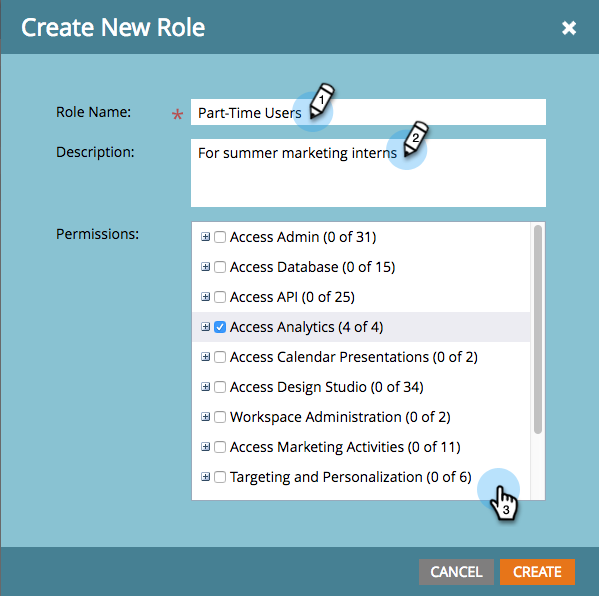 Create New Role
Role Name: * Part-Time Users 1
Description: For summer marketing interns 2
Permissions:
Access Admin (0 of 31)
Access Database (0 of 15)
Access API (0 of 25)
Access Analytics (4 of 4)
Access Calendar Presentations (0 of 2)
Access Design Studio (0 of 34)
Workspace Administration (0 of 2)
Access Marketing Activities (0 of 11)
Targeting and Personalization (0 of 6)
3
CANCEL CREATE